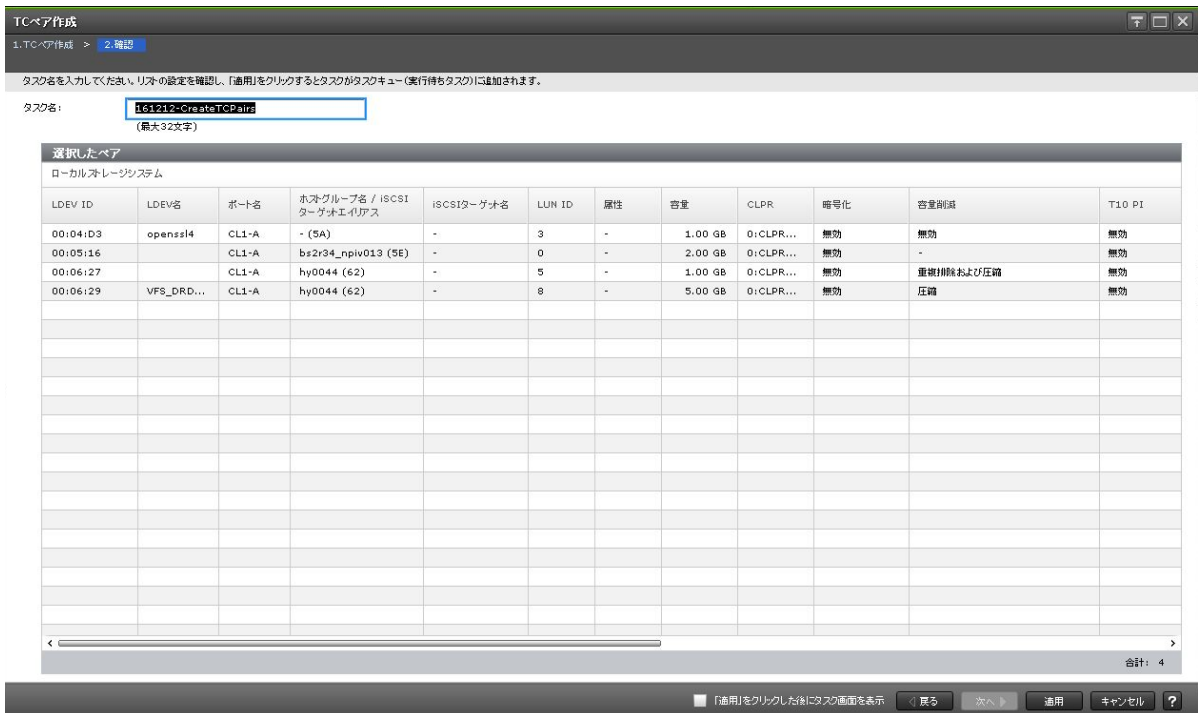 TCペア作成
1.TCペア作成 > 2.確認
タスク名を入力してください。リストの設定を確認し、「適用」をクリックするとタスクがタスクキュー(実行待ちタスク)に追加されます。
タスク名: 161212-CreateTCPairs
(最大32文字)
選択したペア
ローカルストレージシステム
LDEV ID LDEV名 ポート名 ホストグループ名 / iSCSI ターゲットエイリアス iSCSIターゲット名 LUN ID 属性 容量 CLPR 暗号化 容量削減 T10 PI
00:04:D3 openssl4 CL1-A - (5A) - 3 - 1.00 GB 0:CLPR... 無効 無効 無効
00:05:16 CL1-A bs2r34_npiv013 (5E) - 0 - 2.00 GB 0:CLPR... 無効 - 無効
00:06:27 CL1-A hy0044 (62) - 5 - 1.00 GB 0:CLPR... 無効 重複排除および圧縮 無効
00:06:29 VFS_DRD... CL1-A hy0044 (62) - 8 - 5.00 GB 0:CLPR... 無効 圧縮 無効
合計: 4
「適用」をクリックした後にタスク画面を表示 戻る 次へ 適用 キャンセル ?